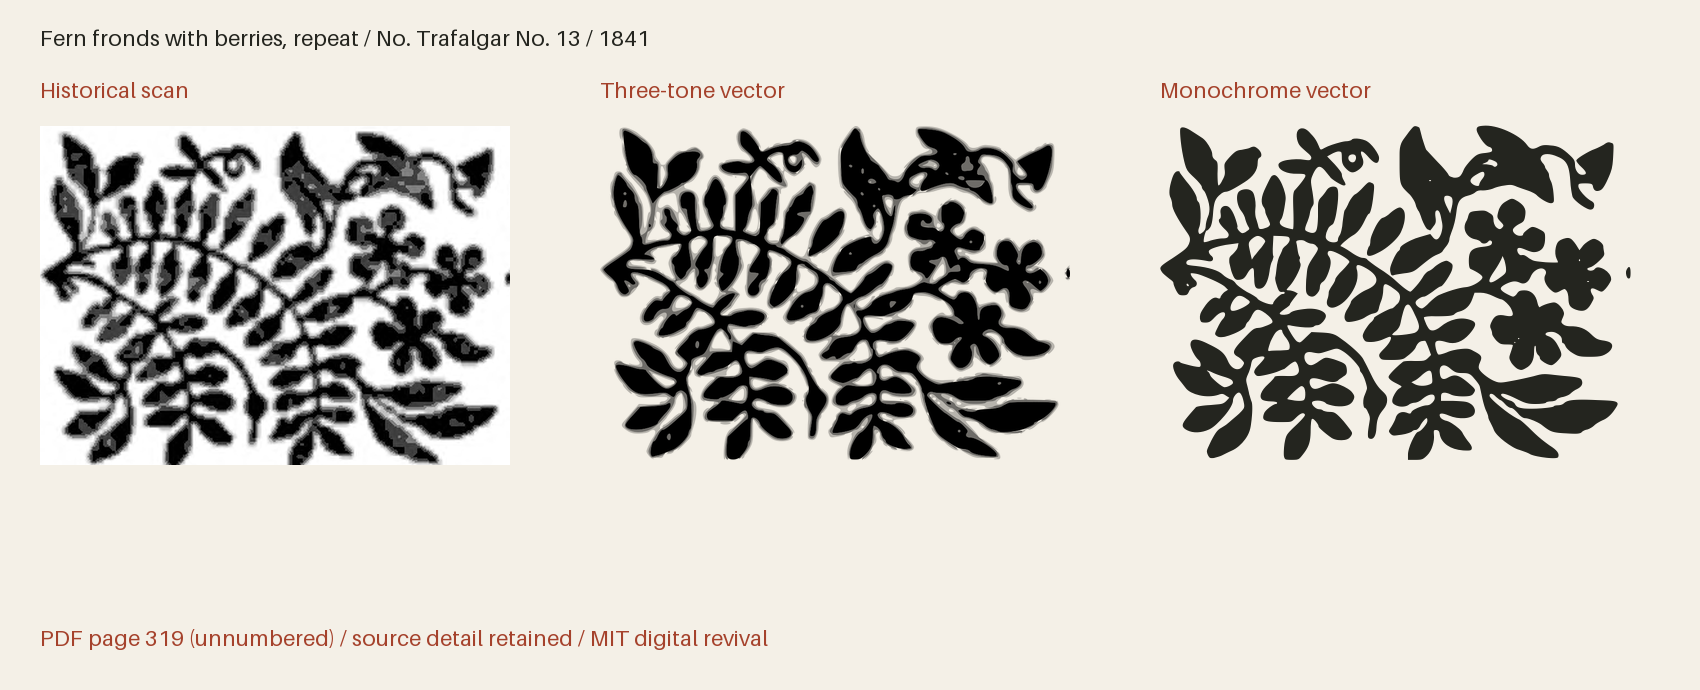 Fern fronds with berries, repeat / No. Trafalgar No. 13 / 1841
Historical scan
Three-tone vector
Monochrome vector
PDF page 319 (unnumbered) / source detail retained / MIT digital revival